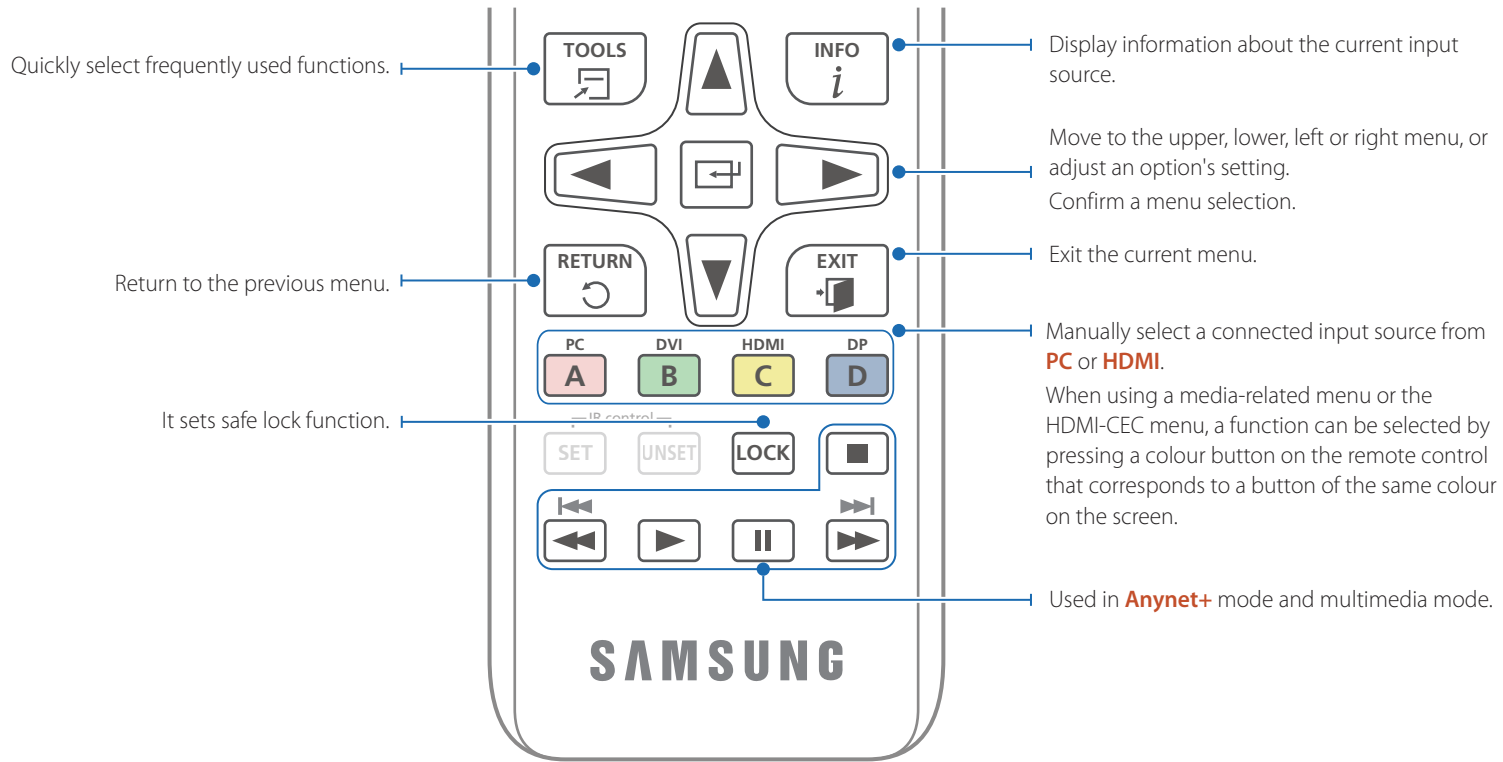 TOOLS
INFO
i
Quickly select frequently used functions.
Display information about the current input
source.
Move to the upper, lower, left or right menu, or
adjust an option's setting.
Confirm a menu selection.
RETURN
EXIT
Return to the previous menu.
Exit the current menu.
PC DVI HDMI DP
A B C D
Manually select a connected input source from
PC or HDMI.
When using a media-related menu or the
HDMI-CEC menu, a function can be selected by
pressing a colour button on the remote control
that corresponds to a button of the same colour
on the screen.
It sets safe lock function.
IR control
SET UNSET LOCK
Used in Anynet+ mode and multimedia mode.
SAMSUNG